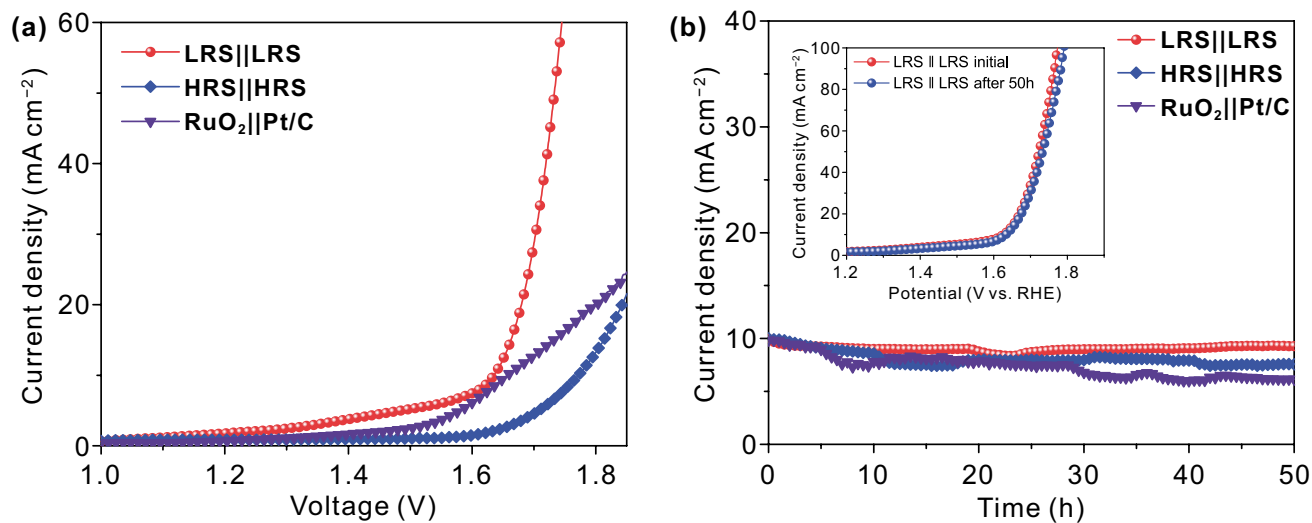 (a)
LRS||LRS
HRS||HRS
RuO₂||Pt/C
Current density (mA cm⁻²)
60
40
20
0
1.0 1.2 1.4 1.6 1.8
Voltage (V)
(b)
LRS||LRS
HRS||HRS
RuO₂||Pt/C
Current density (mA cm⁻²)
40
30
20
10
0
0 10 20 30 40 50
Time (h)
LRS || LRS initial
LRS || LRS after 50h
Current density (mA cm⁻²)
100
80
60
40
20
0
1.2 1.4 1.6 1.8
Potential (V vs. RHE)